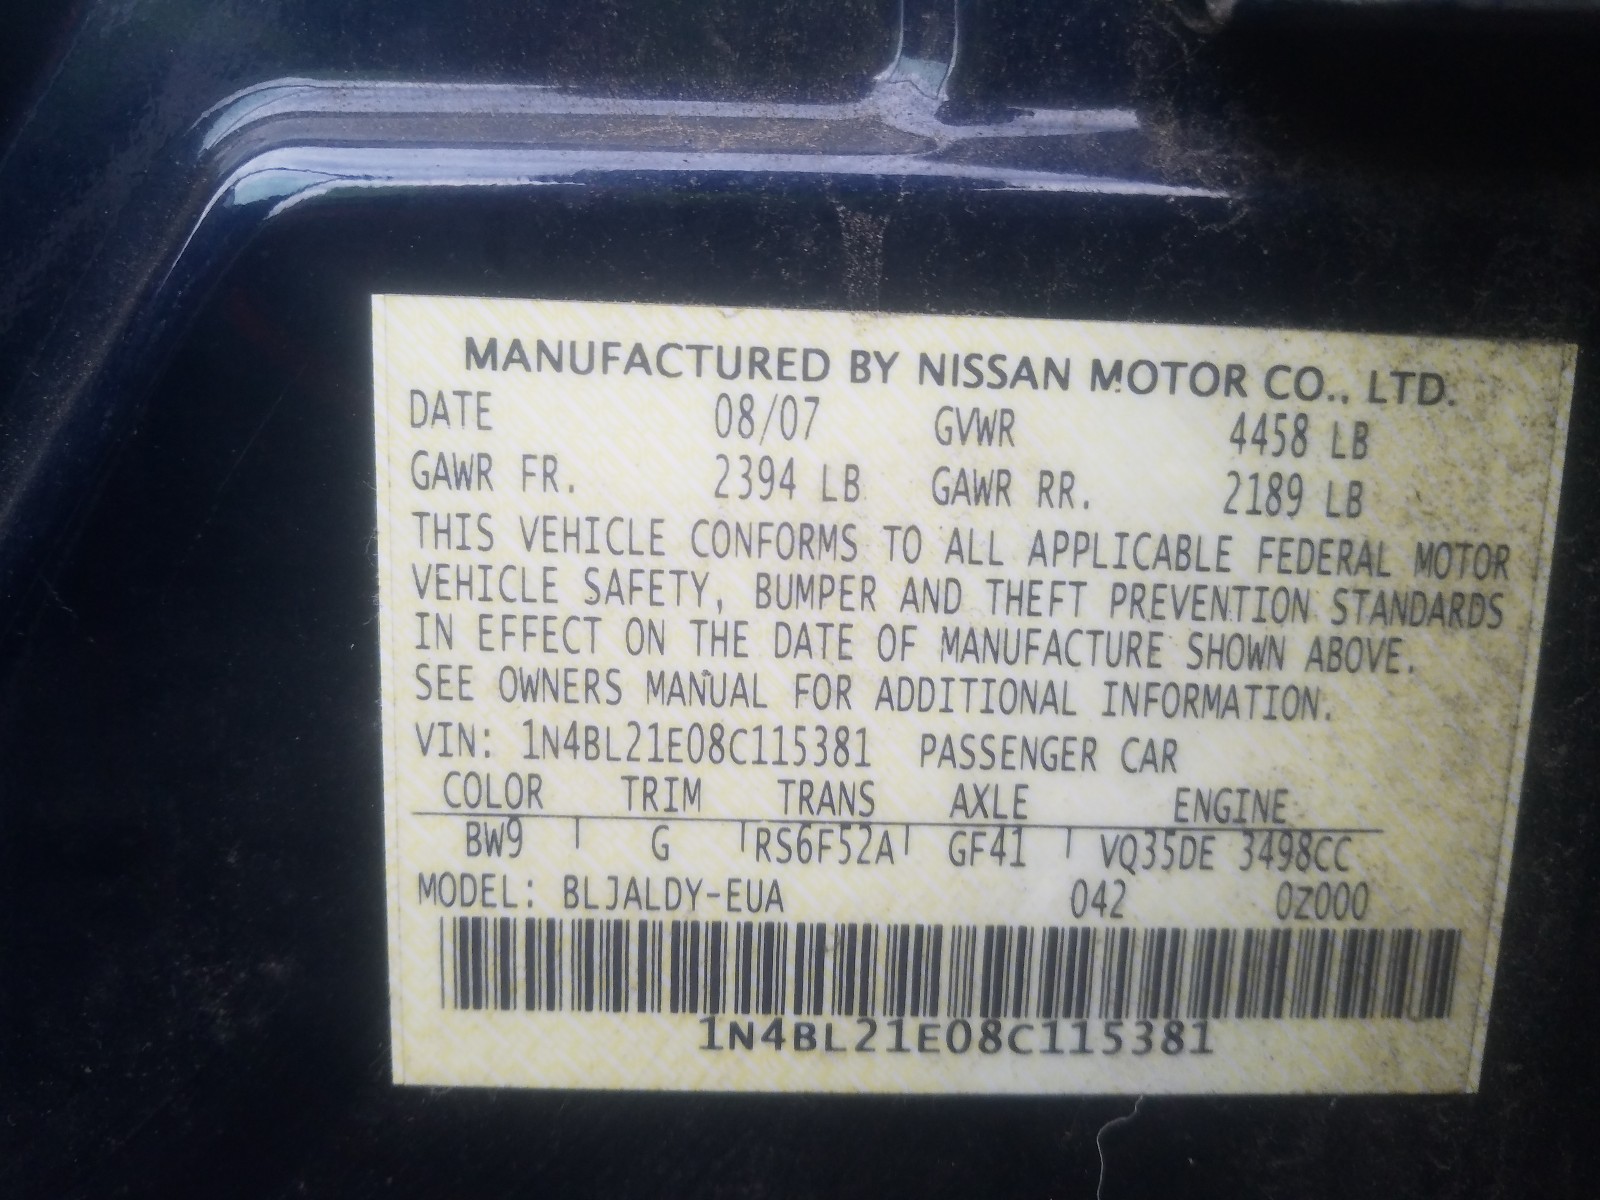 MANUFACTURED BY NISSAN MOTOR CO., LTD.
DATE 08/07 GVWR 4458 LB
GAWR FR. 2394 LB GAWR RR. 2189 LB
THIS VEHICLE CONFORMS TO ALL APPLICABLE FEDERAL MOTOR
VEHICLE SAFETY, BUMPER AND THEFT PREVENTION STANDARDS
IN EFFECT ON THE DATE OF MANUFACTURE SHOWN ABOVE.
SEE OWNERS MANUAL FOR ADDITIONAL INFORMATION.
VIN: 1N4BL21E08C115381 PASSENGER CAR
COLOR TRIM TRANS AXLE ENGINE
BW9 G RS6F52A GF41 VQ35DE 3498CC
MODEL: BLJALDY-EUA 042 0Z000
1N4BL21E08C115381